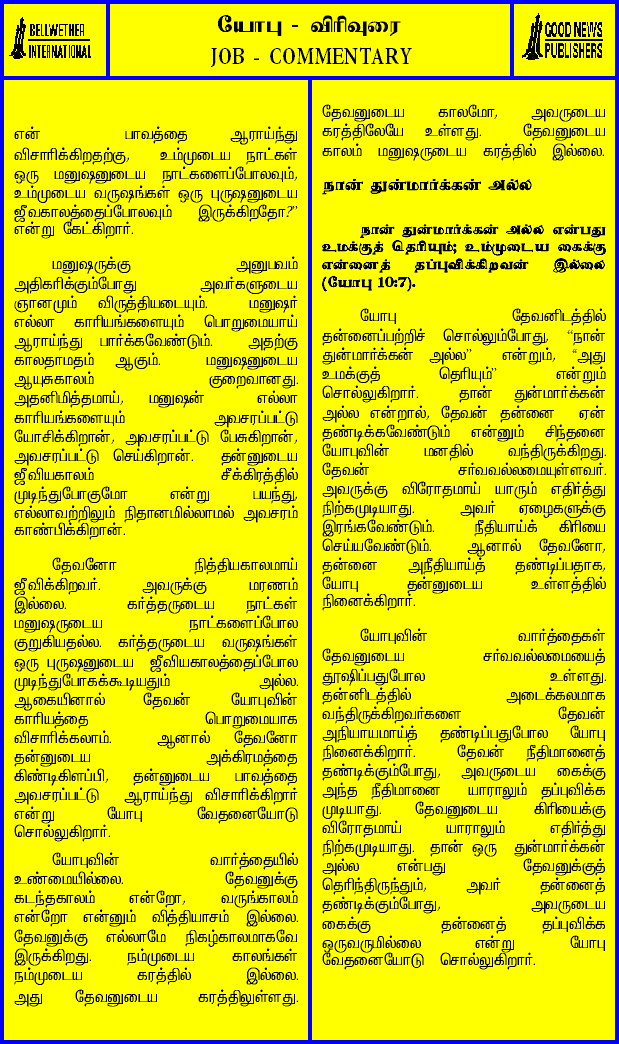 BELLWETHER
INTERNATIONAL
யோபு - விரிவுரை
JOB - COMMENTARY
GOOD NEWS
PUBLISHERS
என் பாவத்தை ஆராய்ந்து
விசாரிக்கிறதற்கு, உம்முடைய நாட்கள்
ஒரு மனுஷனுடைய நாட்களைப்போலவும்,
உம்முடைய வருஷங்கள் ஒரு புருஷனுடைய
ஜீவகாலத்தைப்போலவும் இருக்கிறதோ?”
என்று கேட்கிறார்.
மனுஷருக்கு அனுபவம்
அதிகரிக்கும்போது அவர்களுடைய
ஞானமும் விருத்தியடையும். மனுஷர்
எல்லா காரியங்களையும் பொறுமையாய்
ஆராய்ந்து பார்க்கவேண்டும். அதற்கு
காலதாமதம் ஆகும். மனுஷனுடைய
ஆயுசுகாலம் குறைவானது.
அதனிமித்தமாய், மனுஷன் எல்லா
காரியங்களையும் அவசரப்பட்டு
யோசிக்கிறான், அவசரப்பட்டு பேசுகிறான்,
அவசரப்பட்டு செய்கிறான். தன்னுடைய
ஜீவியகாலம் சீக்கிரத்தில்
முடிந்துபோகுமோ என்று பயந்து,
எல்லாவற்றிலும் நிதானமில்லாமல் அவசரம்
காண்பிக்கிறான்.
தேவனோ நித்தியகாலமாய்
ஜீவிக்கிறவர். அவருக்கு மரணம்
இல்லை. கர்த்தருடைய நாட்கள்
மனுஷருடைய நாட்களைப்போல
குறுகியதல்ல. கர்த்தருடைய வருஷங்கள்
ஒரு புருஷனுடைய ஜீவியகாலத்தைப்போல
முடிந்துபோகக்கூடியதும் அல்ல.
ஆகையினால் தேவன் யோபுவின்
காரியத்தை பொறுமையாக
விசாரிக்கலாம். ஆனால் தேவனோ
தன்னுடைய அக்கிரமத்தை
கிண்டிகிளப்பி, தன்னுடைய பாவத்தை
அவசரப்பட்டு ஆராய்ந்து விசாரிக்கிறார்
என்று யோபு வேதனையோடு
சொல்லுகிறார்.
யோபுவின் வார்த்தையில்
உண்மையில்லை. தேவனுக்கு
கடந்தகாலம் என்றோ, வருங்காலம்
என்றோ என்னும் வித்தியாசம் இல்லை.
தேவனுக்கு எல்லாமே நிகழ்காலமாகவே
இருக்கிறது. நம்முடைய காலங்கள்
நம்முடைய கரத்தில் இல்லை.
அது தேவனுடைய கரத்திலுள்ளது.
தேவனுடைய காலமோ, அவருடைய
கரத்திலேயே உள்ளது. தேவனுடைய
காலம் மனுஷருடைய கரத்தில் இல்லை.
நான் துன்மார்க்கன் அல்ல
நான் துன்மார்க்கன் அல்ல என்பது
உமக்குத் தெரியும்; உம்முடைய கைக்கு
என்னைத் தப்புவிக்கிறவன் இல்லை
(யோபு 10:7).
யோபு தேவனிடத்தில்
தன்னைப்பற்றிச் சொல்லும்போது, “நான்
துன்மார்க்கன் அல்ல” என்றும், “அது
உமக்குத் தெரியும்” என்றும்
சொல்லுகிறார். தான் துன்மார்க்கன்
அல்ல என்றால், தேவன் தன்னை ஏன்
தண்டிக்கவேண்டும் என்னும் சிந்தனை
யோபுவின் மனதில் வந்திருக்கிறது.
தேவன் சர்வவல்லமையுள்ளவர்.
அவருக்கு விரோதமாய் யாரும் எதிர்த்து
நிற்கமுடியாது. அவர் ஏழைகளுக்கு
இரங்கவேண்டும். நீதியாய்க் கிரியை
செய்யவேண்டும். ஆனால் தேவனோ,
தன்னை அநீதியாய்த் தண்டிப்பதாக,
யோபு தன்னுடைய உள்ளத்தில்
நினைக்கிறார்.
யோபுவின் வார்த்தைகள்
தேவனுடைய சர்வவல்லமையைத்
தூஷிப்பதுபோல உள்ளது.
தன்னிடத்தில் அடைக்கலமாக
வந்திருக்கிறவர்களை தேவன்
அநியாயமாய்த் தண்டிப்பதுபோல யோபு
நினைக்கிறார். தேவன் நீதிமானைத்
தண்டிக்கும்போது, அவருடைய கைக்கு
அந்த நீதிமானை யாராலும் தப்புவிக்க
முடியாது. தேவனுடைய கிரியைக்கு
விரோதமாய் யாராலும் எதிர்த்து
நிற்கமுடியாது. தான் ஒரு துன்மார்க்கன்
அல்ல என்பது தேவனுக்குத்
தெரிந்திருந்தும், அவர் தன்னைத்
தண்டிக்கும்போது, அவருடைய
கைக்கு தன்னைத் தப்புவிக்க
ஒருவருமில்லை என்று யோபு
வேதனையோடு சொல்லுகிறார்.